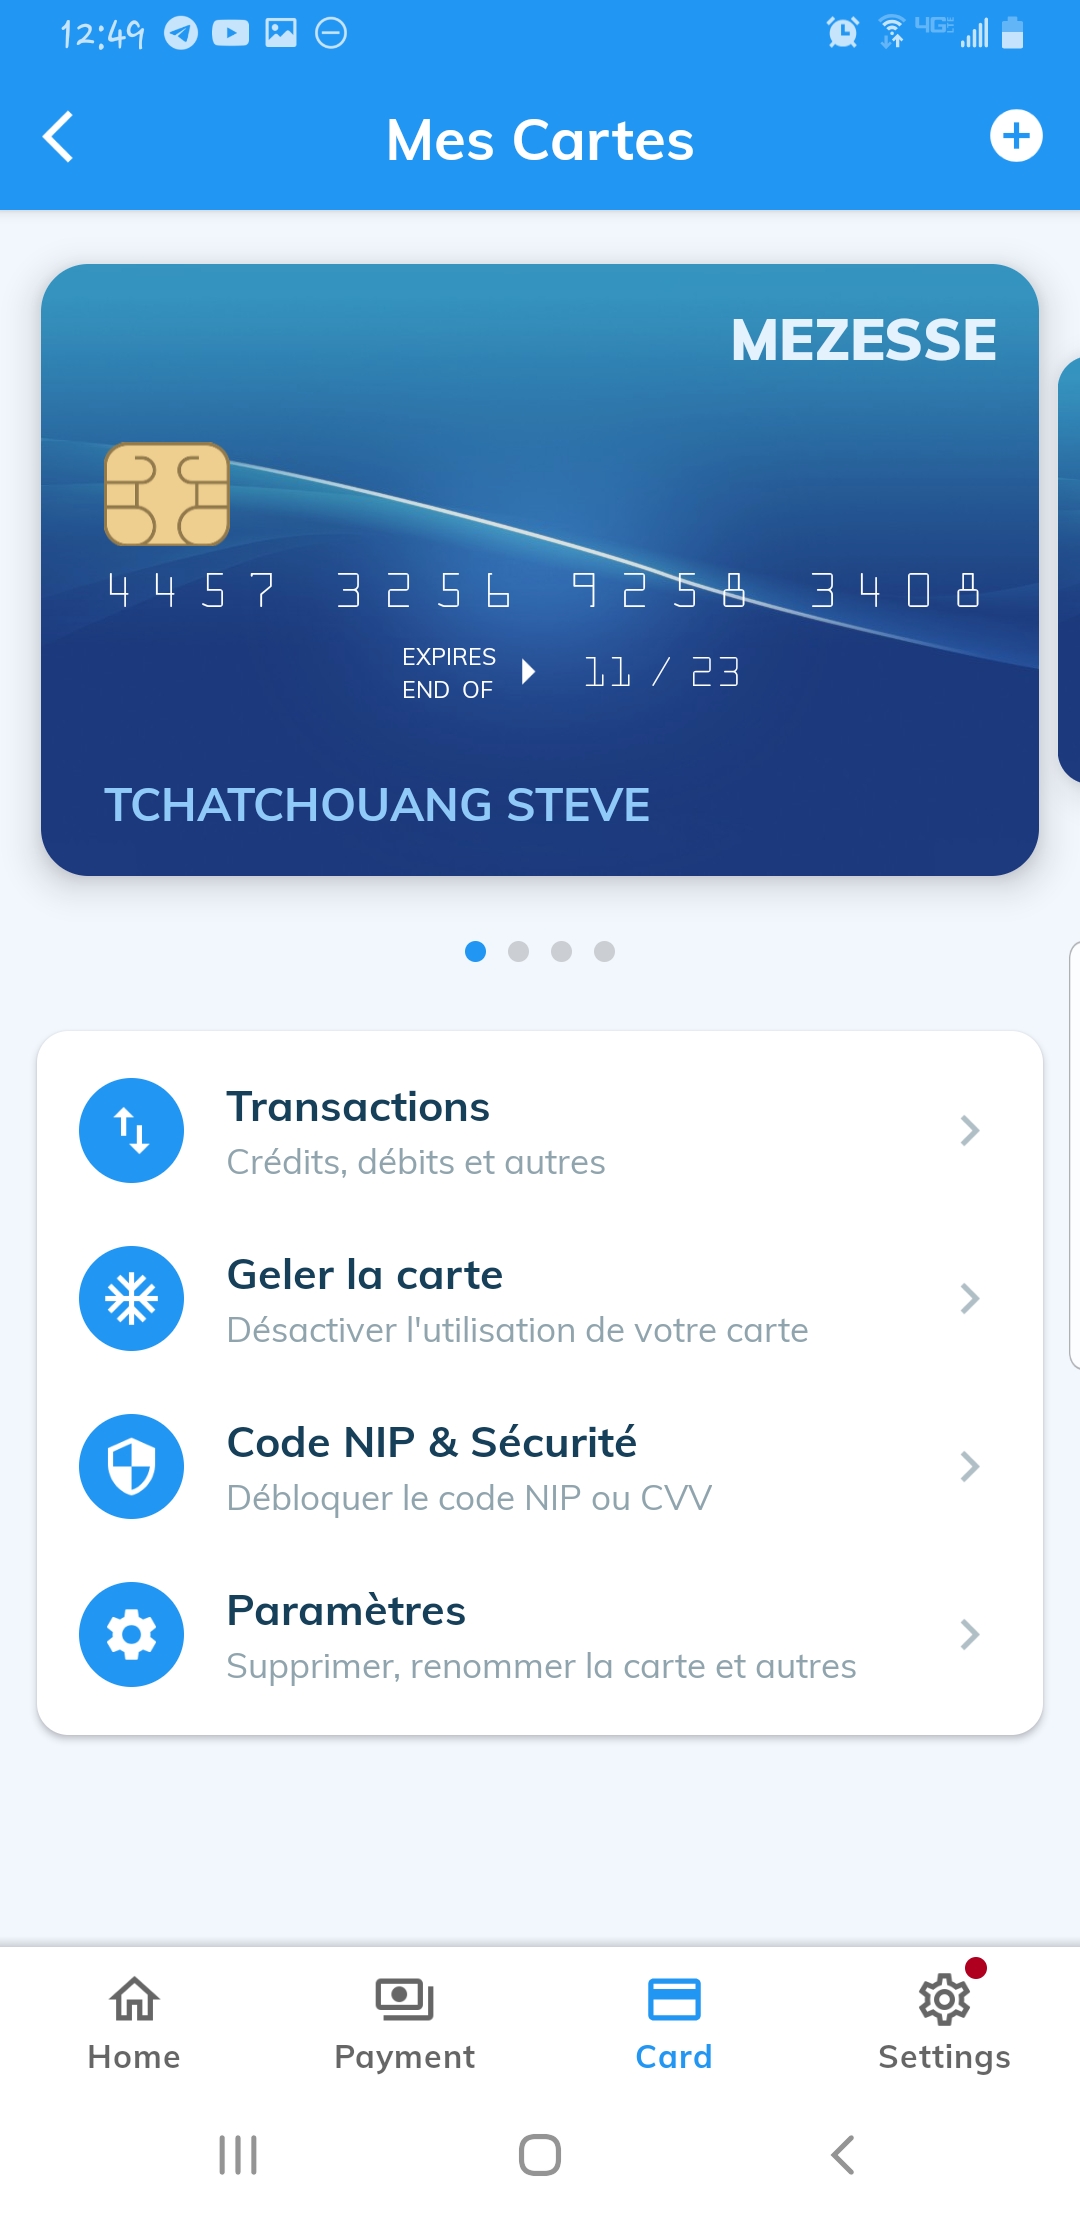 12:49
4G LTE
Mes Cartes
MEZESSE
4457 3256 9258 3408
EXPIRES
END OF
11 / 23
TCHATCHOUANG STEVE
Transactions
Crédits, débits et autres
Geler la carte
Désactiver l'utilisation de votre carte
Code NIP & Sécurité
Débloquer le code NIP ou CVV
Paramètres
Supprimer, renommer la carte et autres
Home
Payment
Card
Settings